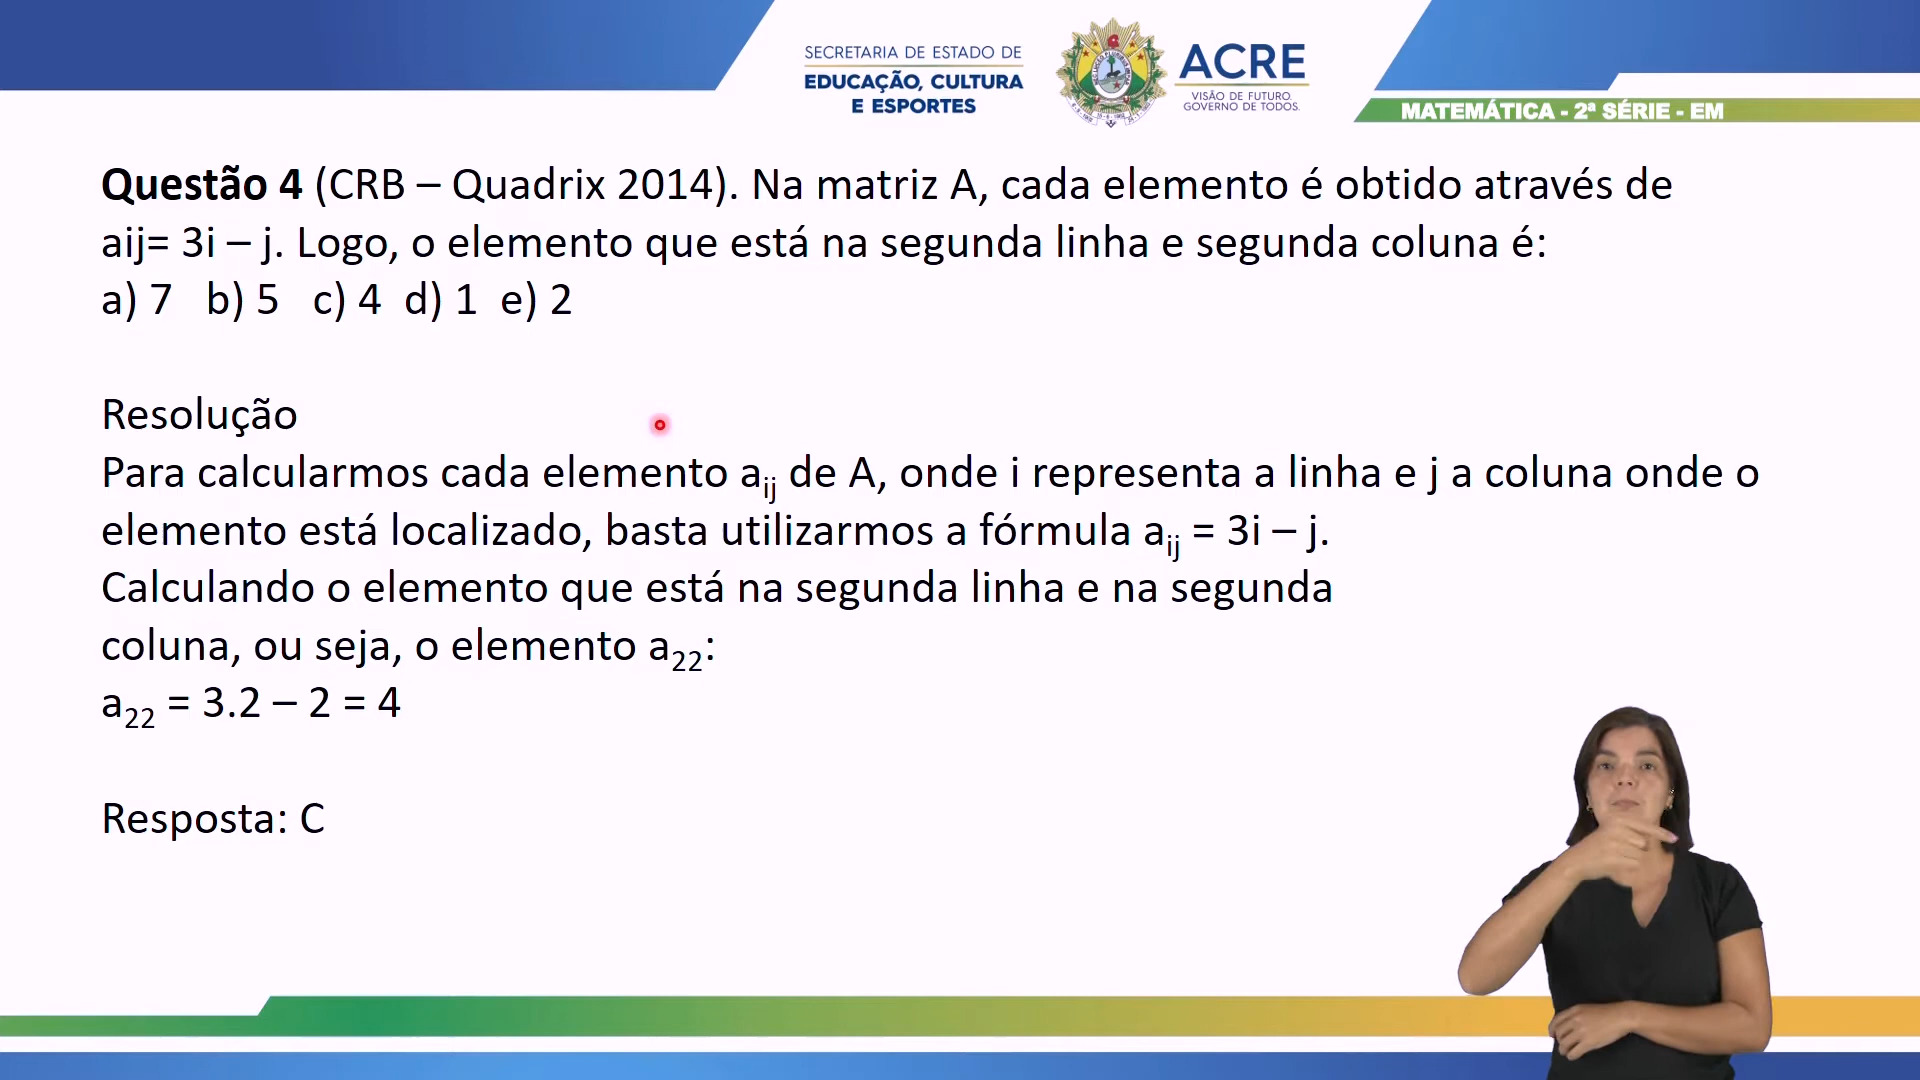 SECRETARIA DE ESTADO DE
EDUCAÇÃO, CULTURA
E ESPORTES
ACRE
VISÃO DE FUTURO.
GOVERNO DE TODOS.
MATEMÁTICA - 2ª SÉRIE - EM
Questão 4 (CRB – Quadrix 2014). Na matriz A, cada elemento é obtido através de
aij= 3i – j. Logo, o elemento que está na segunda linha e segunda coluna é:
a) 7 b) 5 c) 4 d) 1 e) 2
Resolução
Para calcularmos cada elemento aij de A, onde i representa a linha e j a coluna onde o
elemento está localizado, basta utilizarmos a fórmula aij = 3i – j.
Calculando o elemento que está na segunda linha e na segunda
coluna, ou seja, o elemento a22:
a22 = 3.2 – 2 = 4
Resposta: C